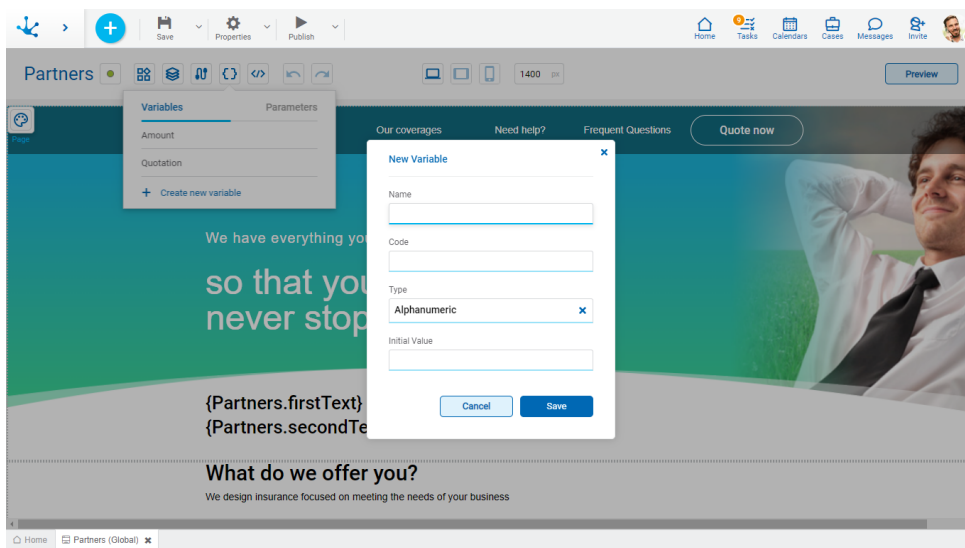 Save
Properties
Publish
Home
9
Tasks
Calendars
Cases
Messages
Invite
Partners
1400 px
Preview
Page
Variables
Parameters
Amount
Quotation
+ Create new variable
Our coverages
Need help?
Frequent Questions
Quote now
New Variable
Name
Code
Type
Alphanumeric
Initial Value
Cancel
Save
We have everything you
so that you
never stop
{Partners.firstText}
{Partners.secondTe
What do we offer you?
We design insurance focused on meeting the needs of your business
Home
Partners (Global)